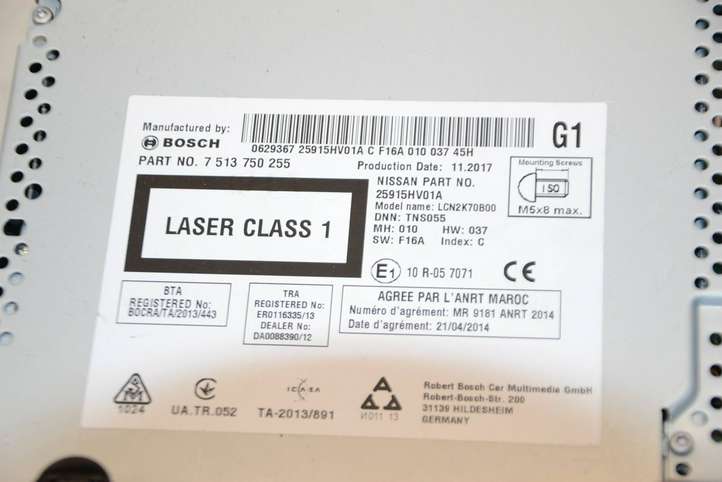 Manufactured by:
BOSCH
0629367 25915HV01A C F16A 010 037 45H
G1
PART NO. 7 513 750 255
Production Date: 11.2017
NISSAN PART NO.
25915HV01A
Model name: LCN2K70B00
DNN: TNS055
MH: 010 HW: 037
SW: F16A Index: C
Mounting Screws
ISO
M5x8 max.
LASER CLASS 1
E1 10 R-05 7071
CE
BTA
REGISTERED No:
BOCRA/TA/2013/443
TRA
REGISTERED No:
ER0116335/13
DEALER No:
DA0088390/12
AGREE PAR L'ANRT MAROC
Numéro d'agrément: MR 9181 ANRT 2014
Date d'agrément: 21/04/2014
1024
UA.TR.052
ICASA
TA-2013/891
И011 13
Robert Bosch Car Multimedia GmbH
Robert-Bosch-Str. 200
31139 HILDESHEIM
GERMANY